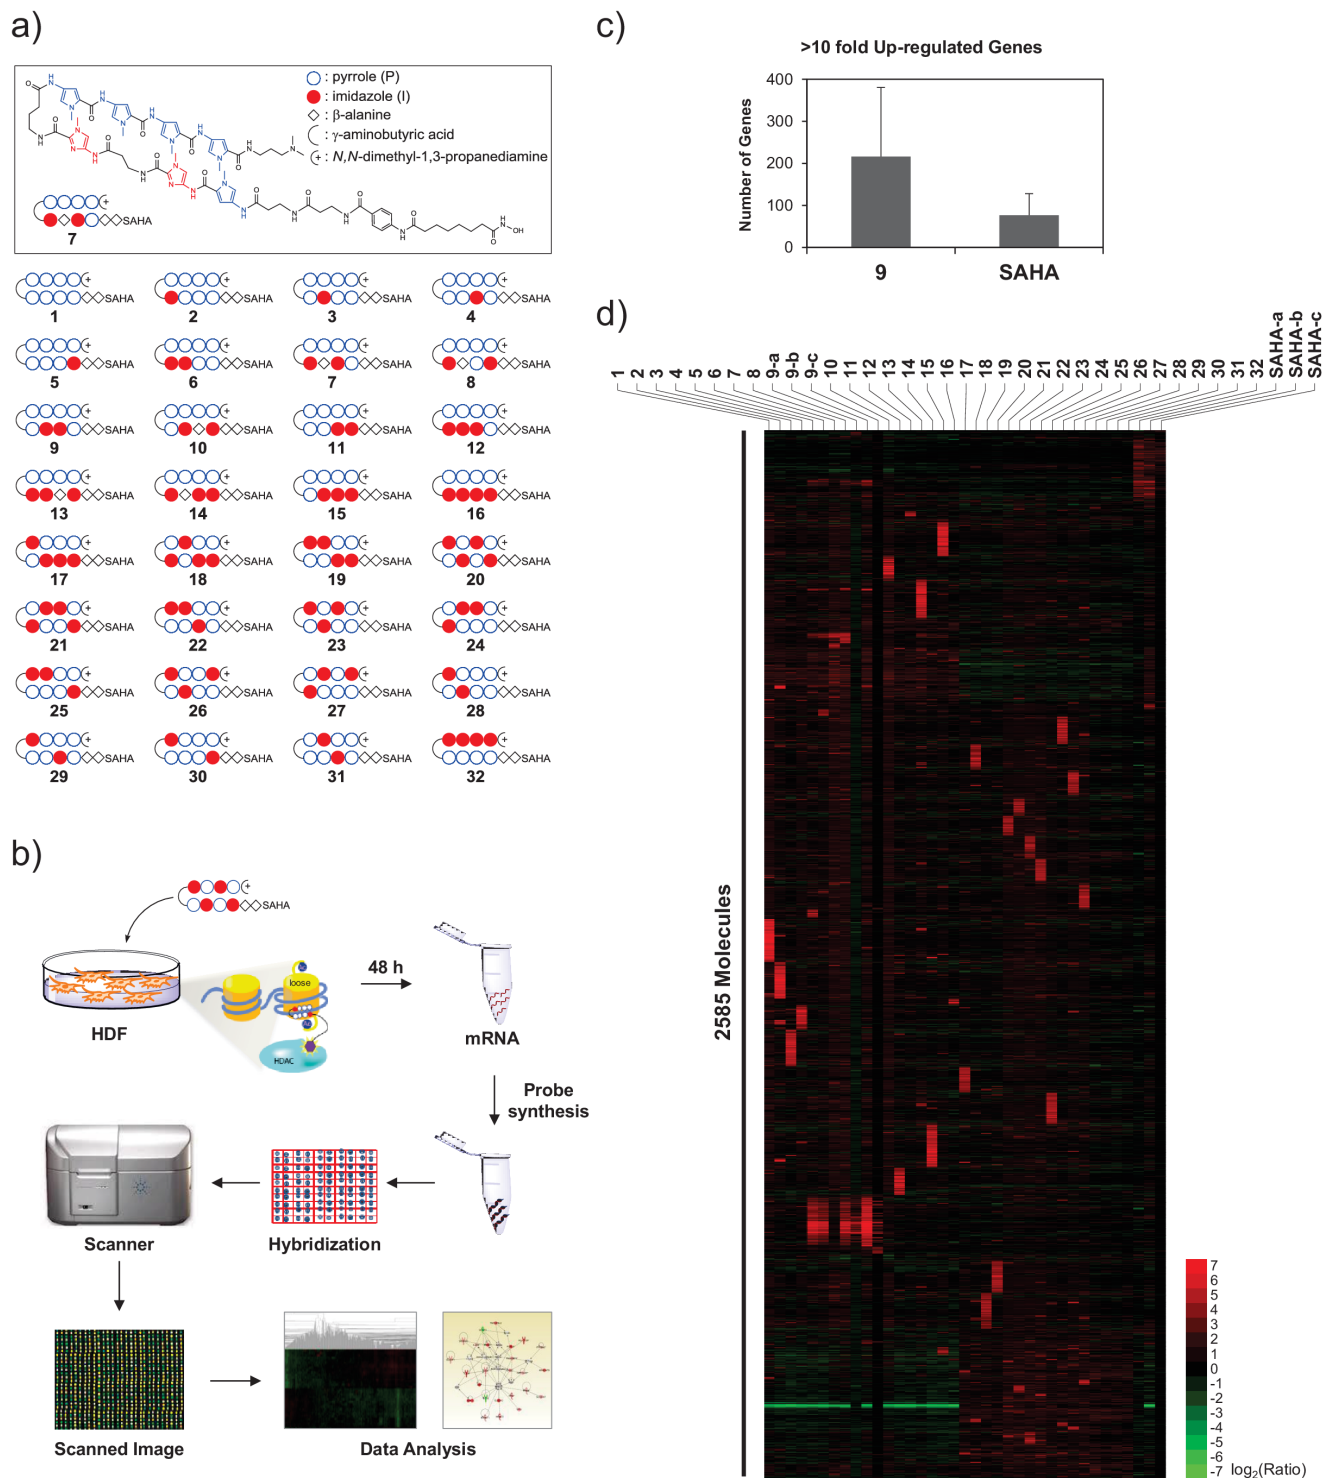 a)
: pyrrole (P)
: imidazole (I)
: β-alanine
: γ-aminobutyric acid
: N,N-dimethyl-1,3-propanediamine
SAHA
7
SAHA SAHA SAHA SAHA
1 2 3 4
SAHA SAHA SAHA SAHA
5 6 7 8
SAHA SAHA SAHA SAHA
9 10 11 12
SAHA SAHA SAHA SAHA
13 14 15 16
SAHA SAHA SAHA SAHA
17 18 19 20
SAHA SAHA SAHA SAHA
21 22 23 24
SAHA SAHA SAHA SAHA
25 26 27 28
SAHA SAHA SAHA SAHA
29 30 31 32
b)
SAHA
HDF
loose
HDAC
48 h
mRNA
Probe
synthesis
Hybridization
Scanner
Scanned Image
Data Analysis
c)
>10 fold Up-regulated Genes
Number of Genes
400
300
200
100
0
9 SAHA
d)
1 2 3 4 5 6 7 8 9-a 9-b 9-c 10 11 12 13 14 15 16 17 18 19 20 21 22 23 24 25 26 27 28 29 30 31 32 SAHA-a SAHA-b SAHA-c
2585 Molecules
7
6
5
4
3
2
1
0
-1
-2
-3
-4
-5
-6
-7
log2(Ratio)